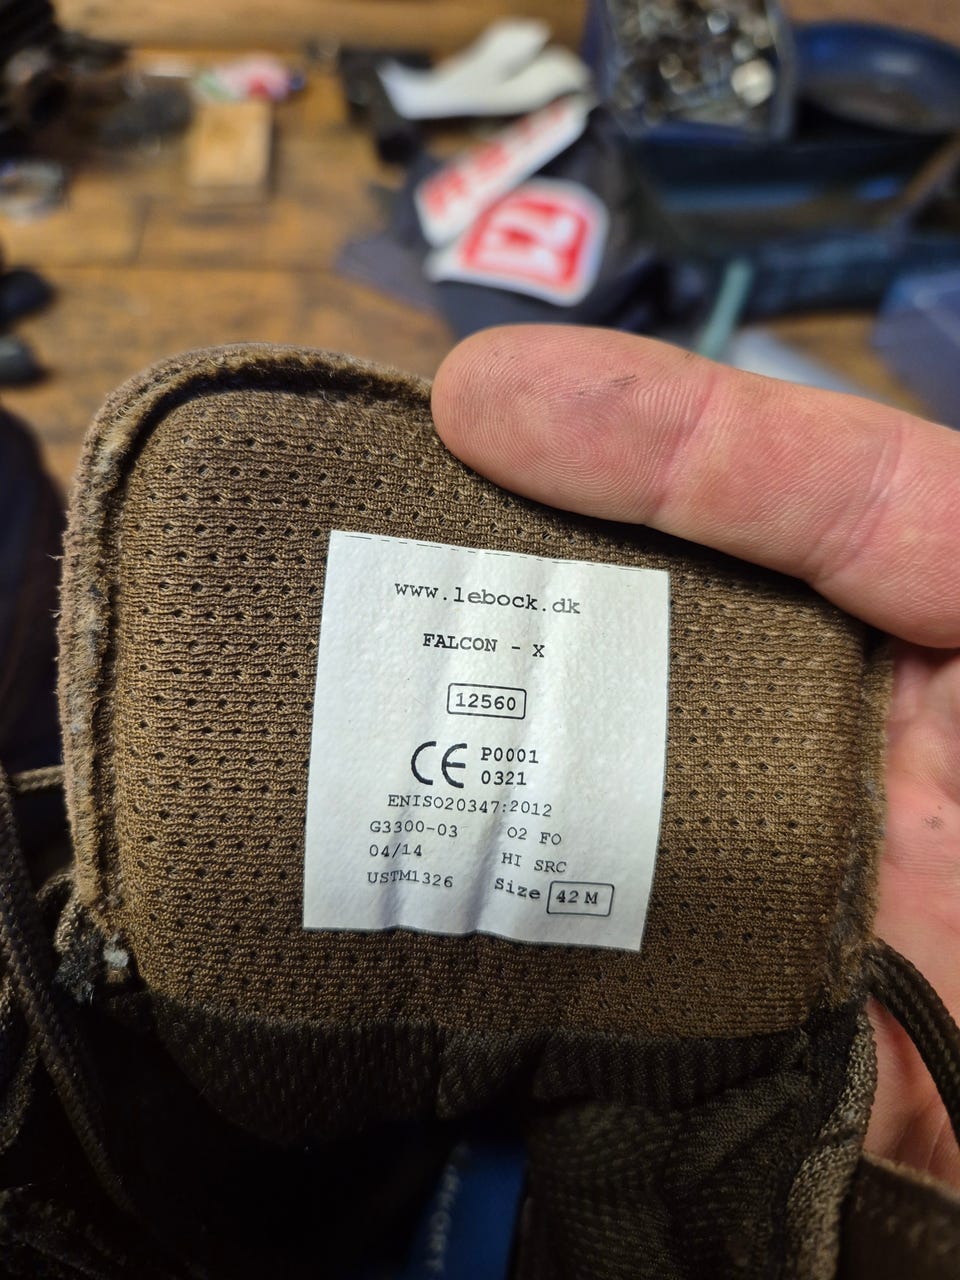 www.lebock.dk
FALCON - X
12560
CE P0001
0321
ENISO20347:2012
G3300-03 O2 FO
04/14 HI SRC
USTM1326 Size 42 M